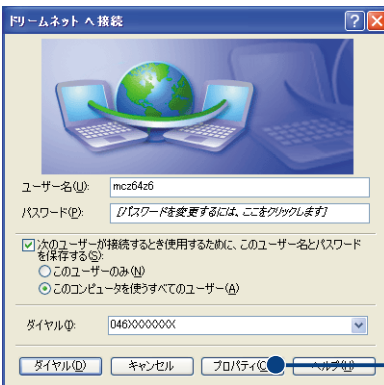 ドリームネット へ接続
ユーザー名(U): mcz64z6
パスワード(P): [パスワードを変更するには、ここをクリックします]
次のユーザーが接続するとき使用するために、このユーザー名とパスワード
を保存する(S):
このユーザーのみ(N)
このコンピュータを使うすべてのユーザー(A)
ダイヤル(I): 046XXXXXXX
ダイヤル(D) キャンセル プロパティ(O) ヘルプ(H)